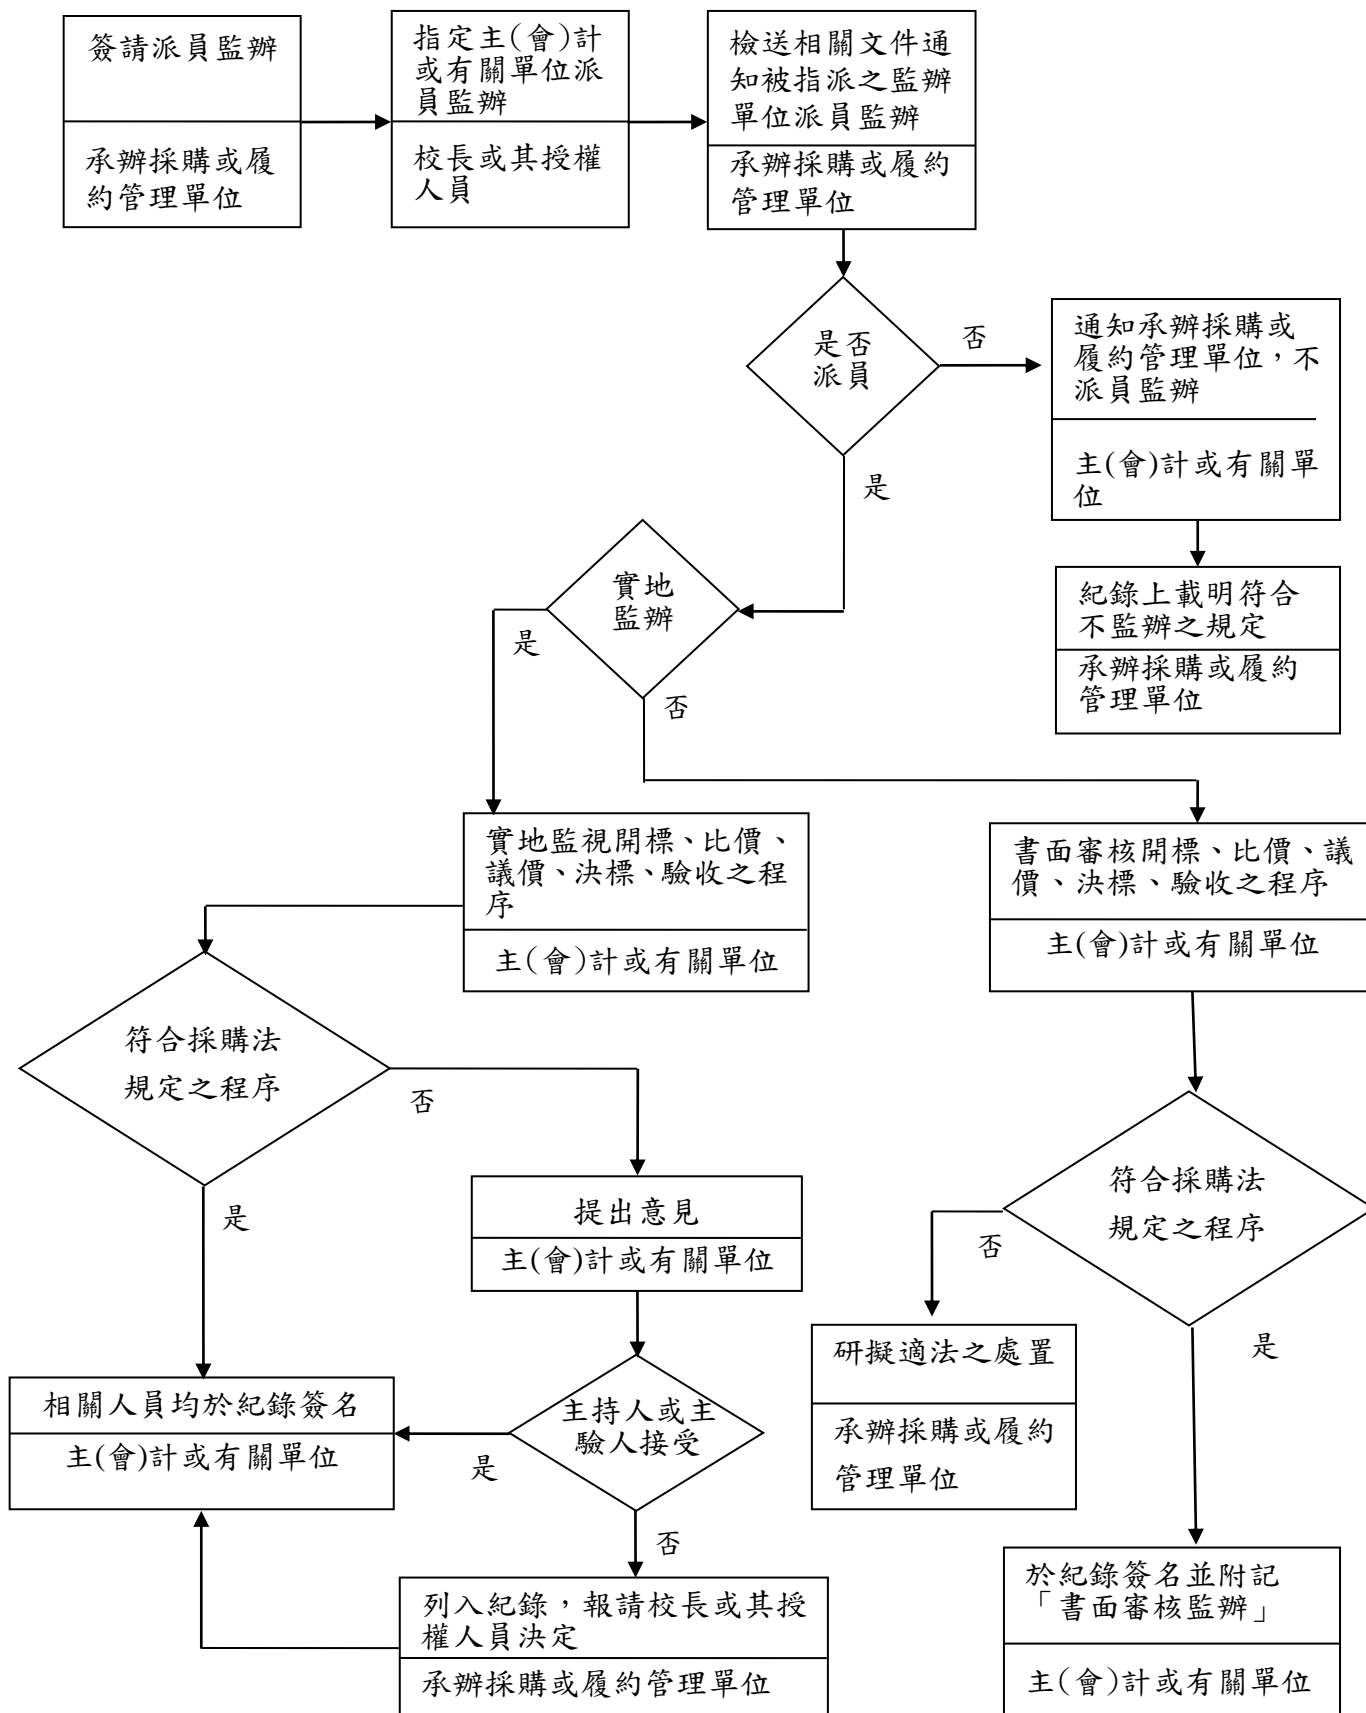 簽請派員監辦
承辦採購或履
約管理單位
指定主(會)計
或有關單位派
員監辦
校長或其授權
人員
檢送相關文件通
知被指派之監辦
單位派員監辦
承辦採購或履約
管理單位
是否
派員
否
通知承辦採購或
履約管理單位，不
派員監辦
主(會)計或有關單
位
是
紀錄上載明符合
不監辦之規定
承辦採購或履約
管理單位
實地
監辦
是
否
實地監視開標、比價、
議價、決標、驗收之程
序
主(會)計或有關單位
書面審核開標、比價、議
價、決標、驗收之程序
主(會)計或有關單位
符合採購法
規定之程序
否
是
提出意見
主(會)計或有關單位
符合採購法
規定之程序
否
是
研擬適法之處置
承辦採購或履約
管理單位
相關人員均於紀錄簽名
主(會)計或有關單位
主持人或主
驗人接受
是
否
列入紀錄，報請校長或其授
權人員決定
承辦採購或履約管理單位
於紀錄簽名並附記
「書面審核監辦」
主(會)計或有關單位